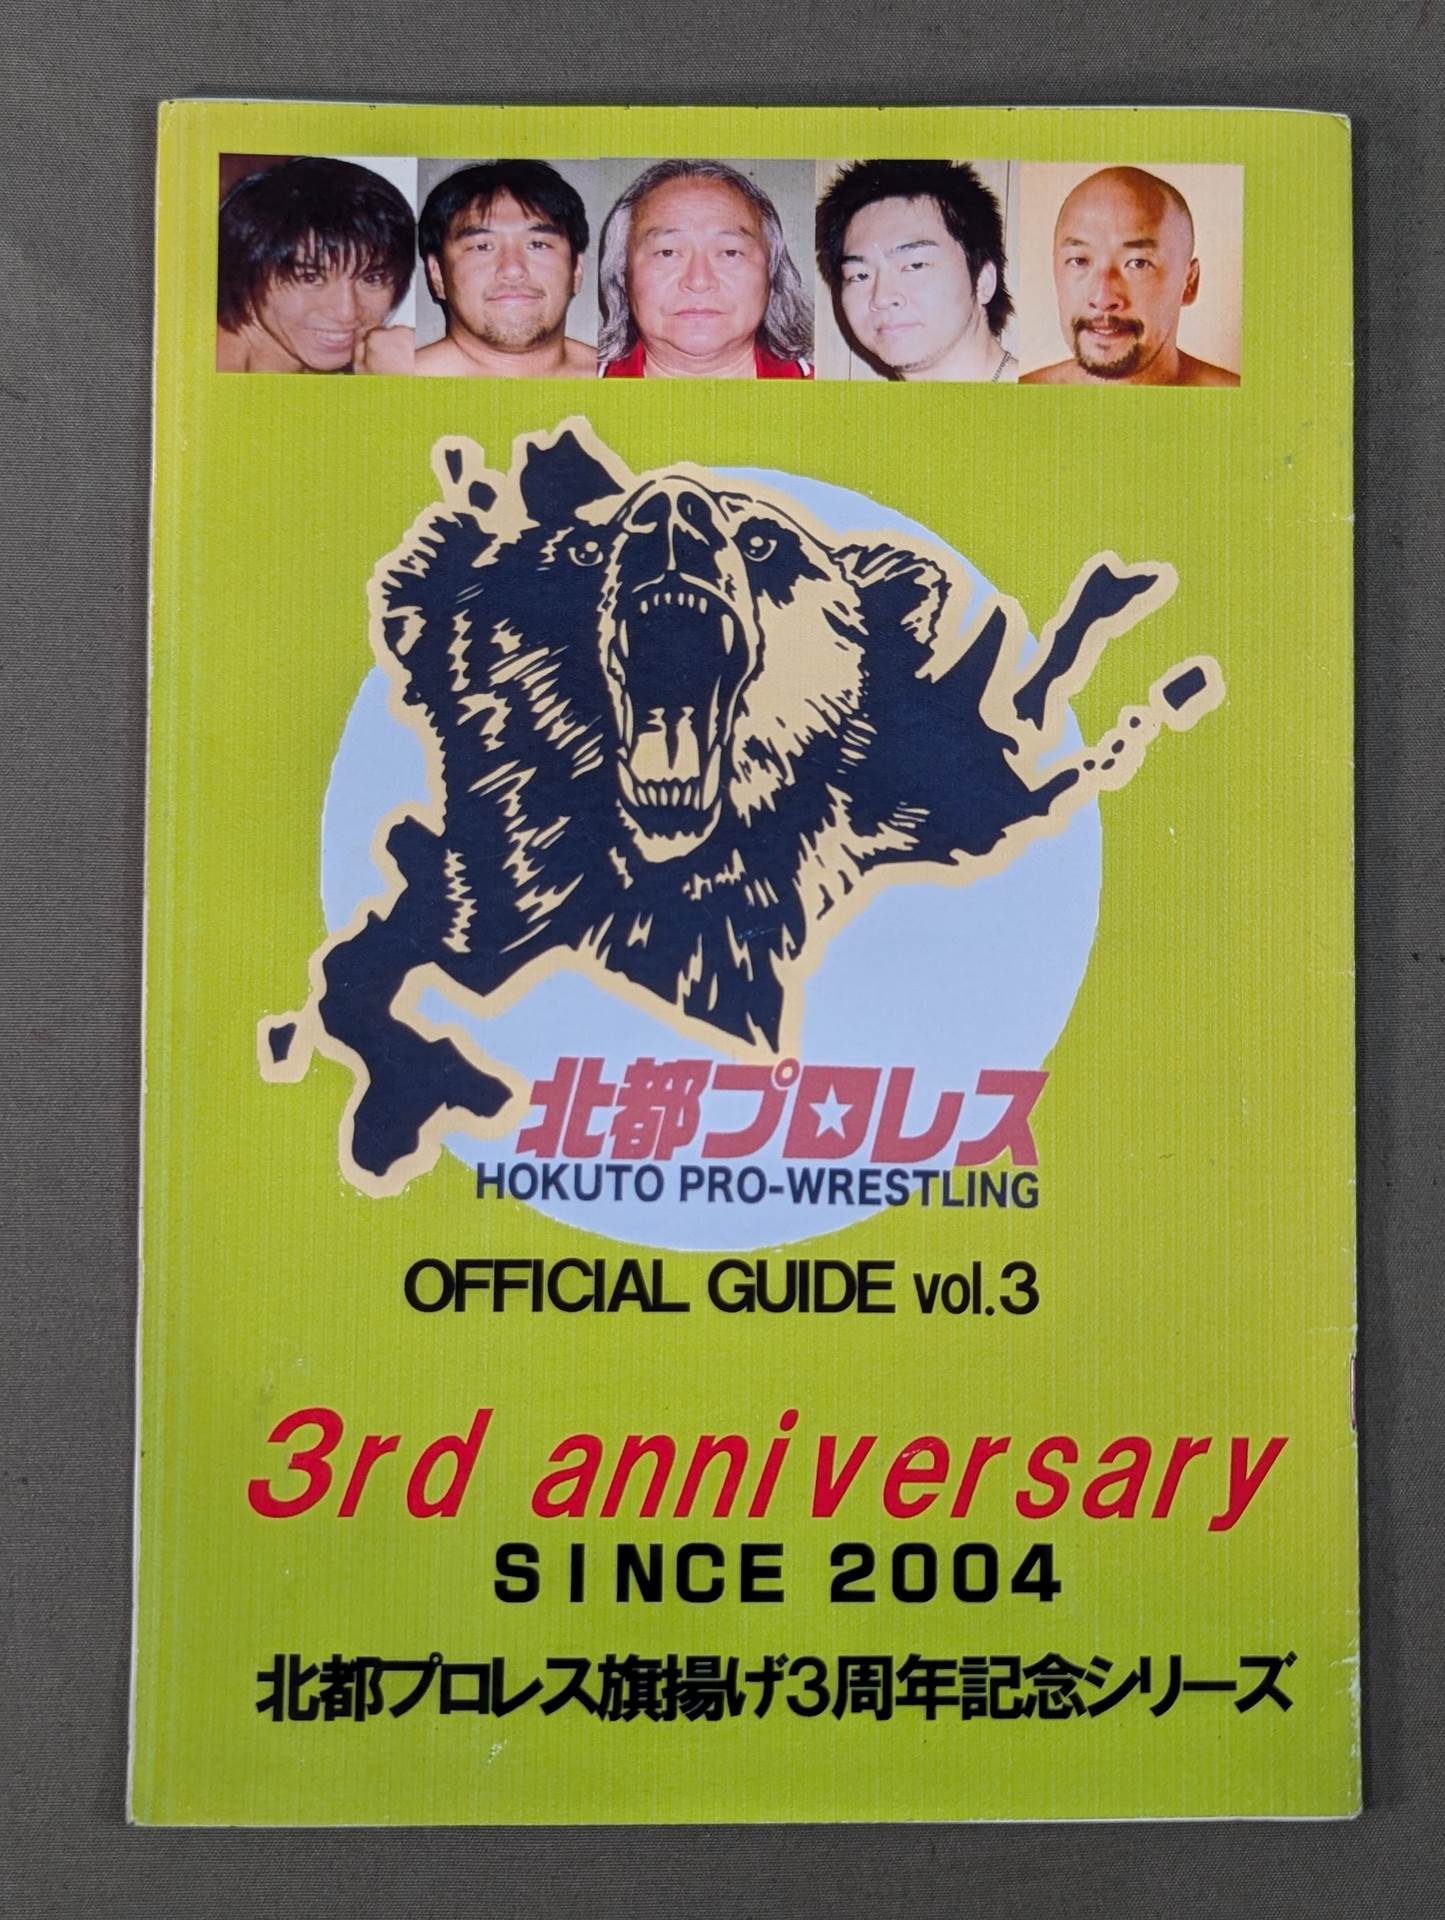 北都プロレス
HOKUTO PRO-WRESTLING
OFFICIAL GUIDE vol.3
3rd anniversary
SINCE 2004
北都プロレス旗揚げ3周年記念シリーズ